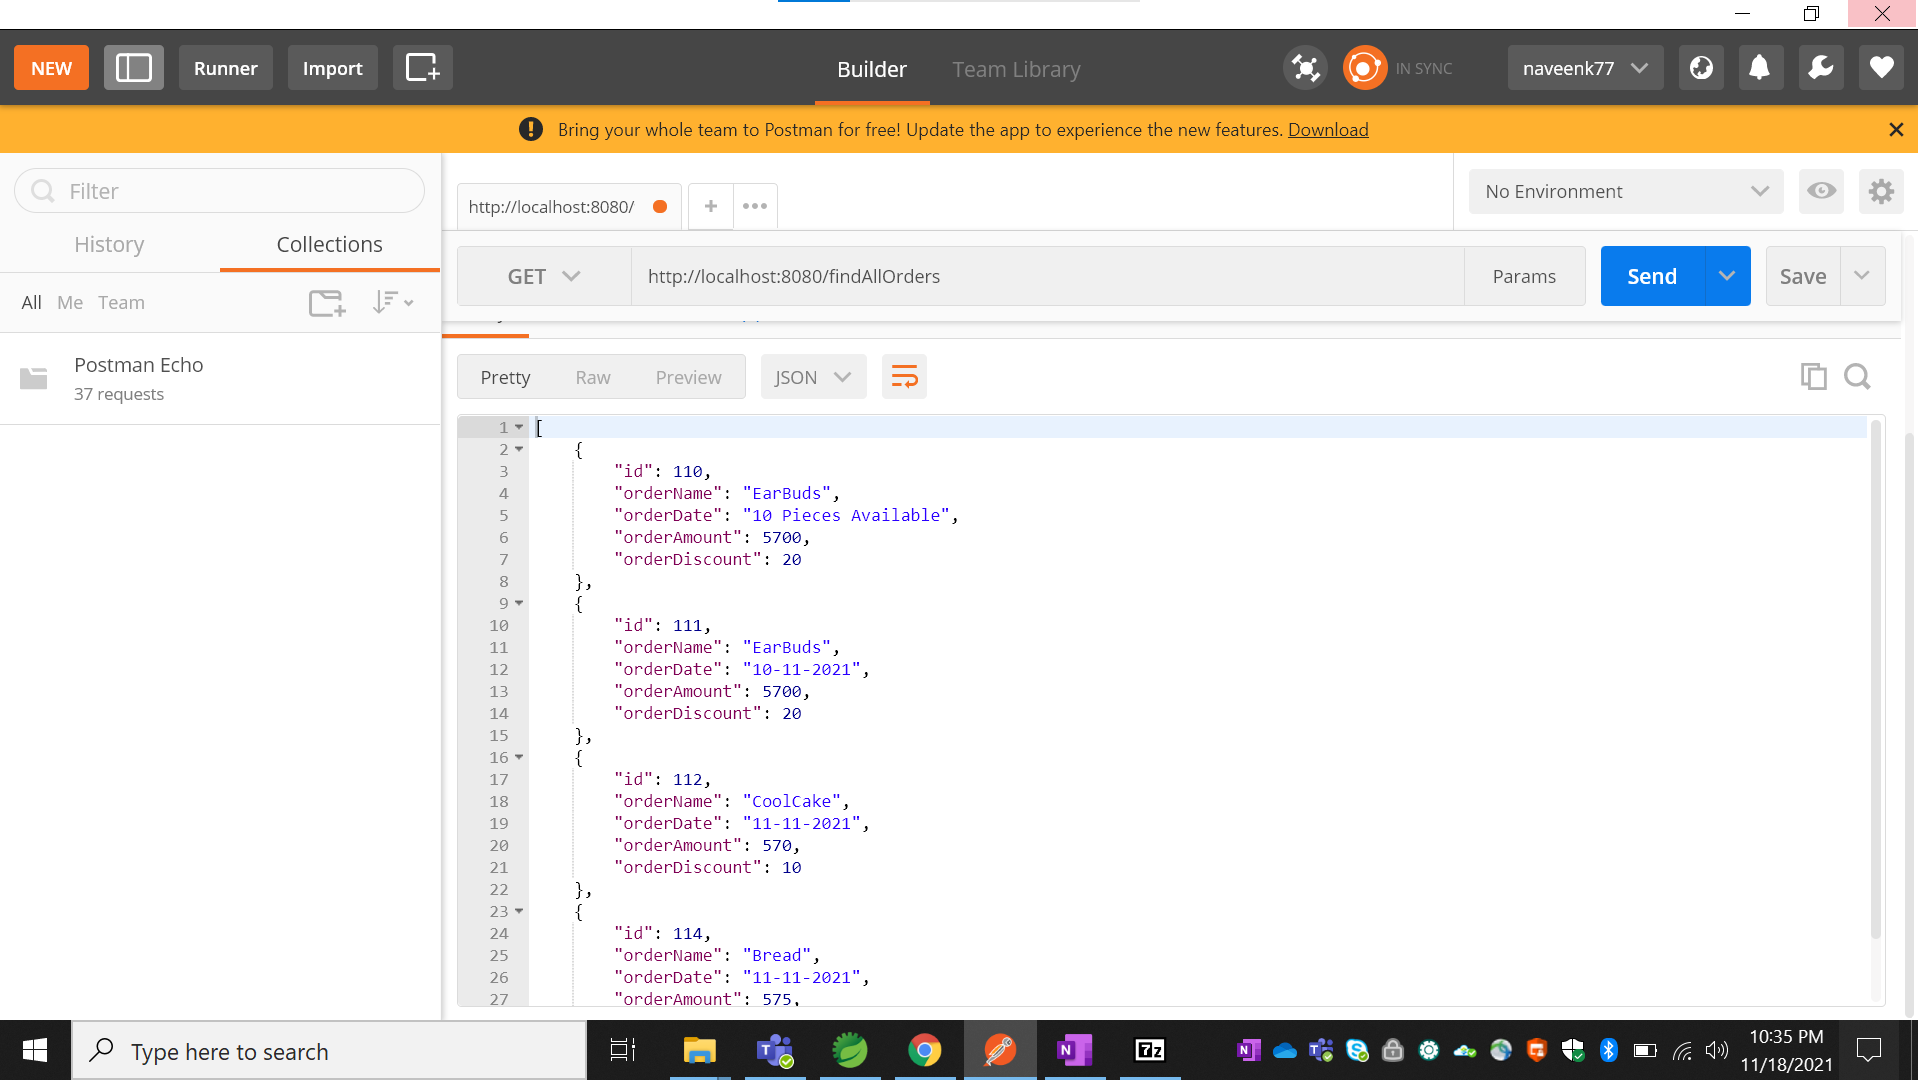 NEW
Runner
Import
Builder
Team Library
IN SYNC
naveenk77
Bring your whole team to Postman for free! Update the app to experience the new features. Download
Filter
History
Collections
All Me Team
Postman Echo
37 requests
http://localhost:8080/
No Environment
GET
http://localhost:8080/findAllOrders
Params
Send
Save
Pretty
Raw
Preview
JSON
1 [
2 {
3 "id": 110,
4 "orderName": "EarBuds",
5 "orderDate": "10 Pieces Available",
6 "orderAmount": 5700,
7 "orderDiscount": 20
8 },
9 {
10 "id": 111,
11 "orderName": "EarBuds",
12 "orderDate": "10-11-2021",
13 "orderAmount": 5700,
14 "orderDiscount": 20
15 },
16 {
17 "id": 112,
18 "orderName": "CoolCake",
19 "orderDate": "11-11-2021",
20 "orderAmount": 570,
21 "orderDiscount": 10
22 },
23 {
24 "id": 114,
25 "orderName": "Bread",
26 "orderDate": "11-11-2021",
27 "orderAmount": 575,
Type here to search
7z
10:35 PM
11/18/2021